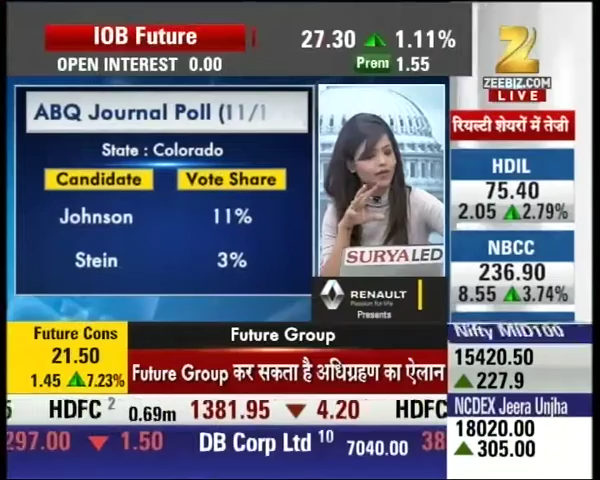 IOB Future
27.30 1.11%
OPEN INTEREST 0.00
Prem 1.55
ZEEBIZ.COM
LIVE
ABQ Journal Poll (11/1
State : Colorado
Candidate Vote Share
Johnson 11%
Stein 3%
SURYA LED
RENAULT
Passion for life
Presents
रियल्टी शेयरों में तेजी
HDIL
75.40
2.05 2.79%
NBCC
236.90
8.55 3.74%
Future Cons
21.50
1.45 7.23%
Future Group
Future Group कर सकता है अधिग्रहण का ऐलान
Nifty MID100
15420.50
227.9
NCDEX Jeera Unjha
18020.00
305.00
5 HDFC 2 0.69m 1381.95 4.20 HDFC
297.00 1.50 DB Corp Ltd 10 7040.00 38